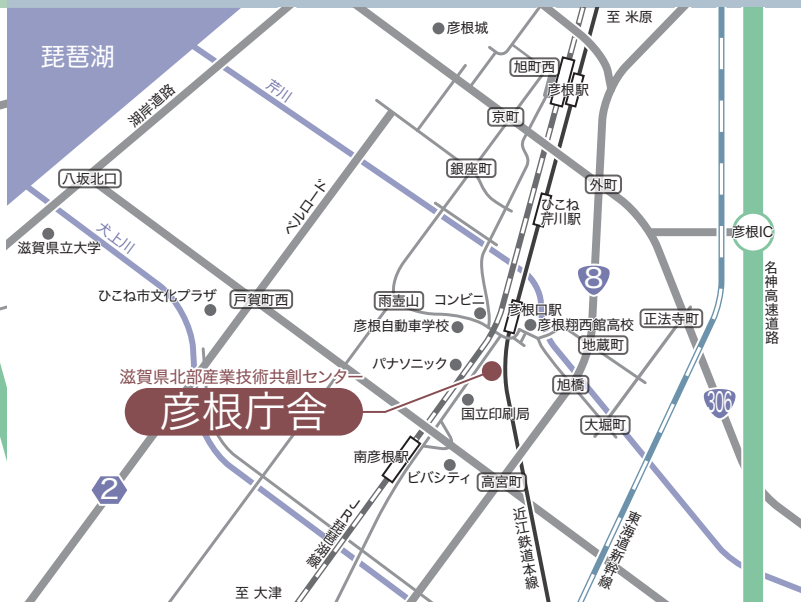 至 米原
彦根城
琵琶湖
旭町西
彦根駅
芹川
湖岸道路
京町
銀座町
外町
八坂北口
ベルロード
ひこね
芹川駅
彦根IC
犬上川
滋賀県立大学
名神高速道路
8
ひこね市文化プラザ
戸賀町西
雨壺山
コンビニ
彦根口駅
彦根翔西館高校
正法寺町
彦根自動車学校
地蔵町
パナソニック
滋賀県北部産業技術共創センター
彦根庁舎
旭橋
306
国立印刷局
大堀町
南彦根駅
ビバシティ
高宮町
2
JR琵琶湖線
近江鉄道本線
東海道新幹線
至 大津